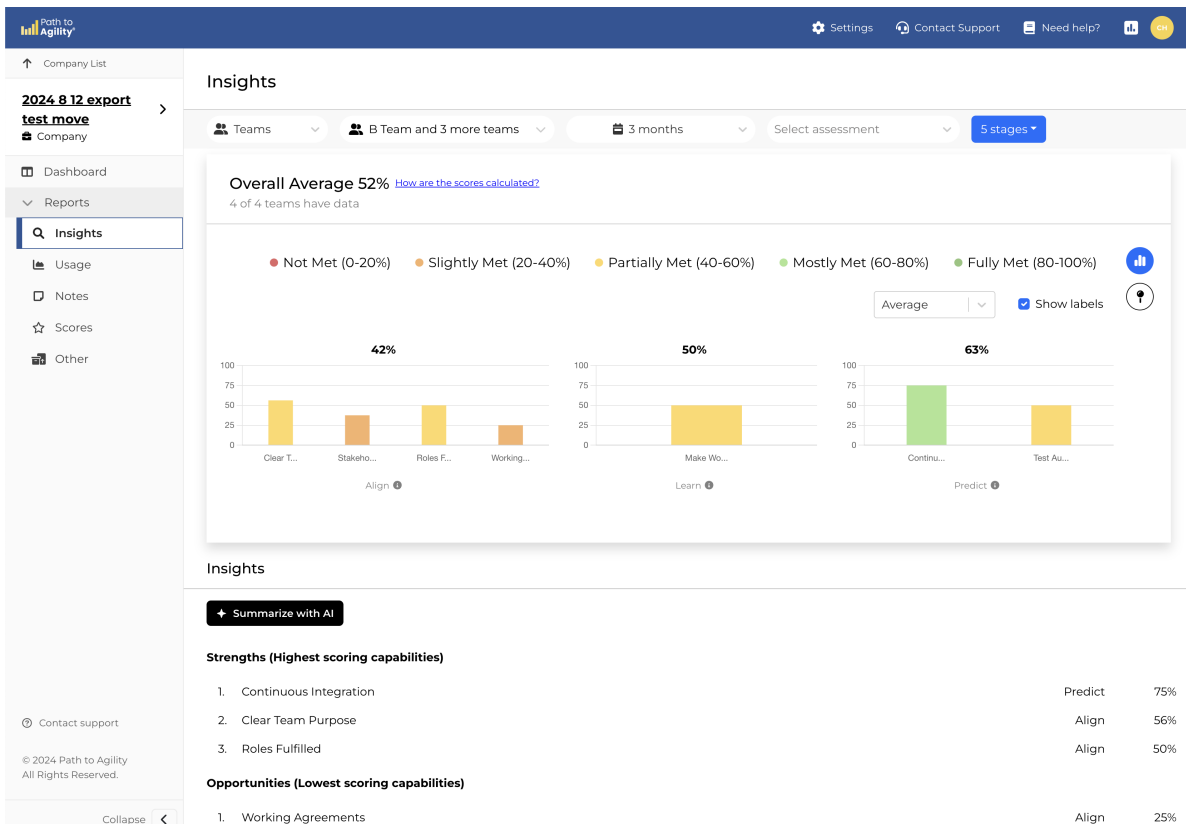 Path to
Agility®
Settings
Contact Support
Need help?
CH
Company List
2024 8 12 export
test move
Company
Dashboard
Reports
Insights
Usage
Notes
Scores
Other
Contact support
© 2024 Path to Agility
All Rights Reserved.
Collapse
Insights
Teams
B Team and 3 more teams
3 months
Select assessment
5 stages
Overall Average 52% How are the scores calculated?
4 of 4 teams have data
Not Met (0-20%) Slightly Met (20-40%) Partially Met (40-60%) Mostly Met (60-80%) Fully Met (80-100%)
Average
Show labels
42%
100
75
50
25
0
Clear T... Stakeho... Roles F... Working...
Align
50%
100
75
50
25
0
Make Wo...
Learn
63%
100
75
50
25
0
Continu... Test Au...
Predict
Insights
Summarize with AI
Strengths (Highest scoring capabilities)
1. Continuous Integration Predict 75%
2. Clear Team Purpose Align 56%
3. Roles Fulfilled Align 50%
Opportunities (Lowest scoring capabilities)
1. Working Agreements Align 25%